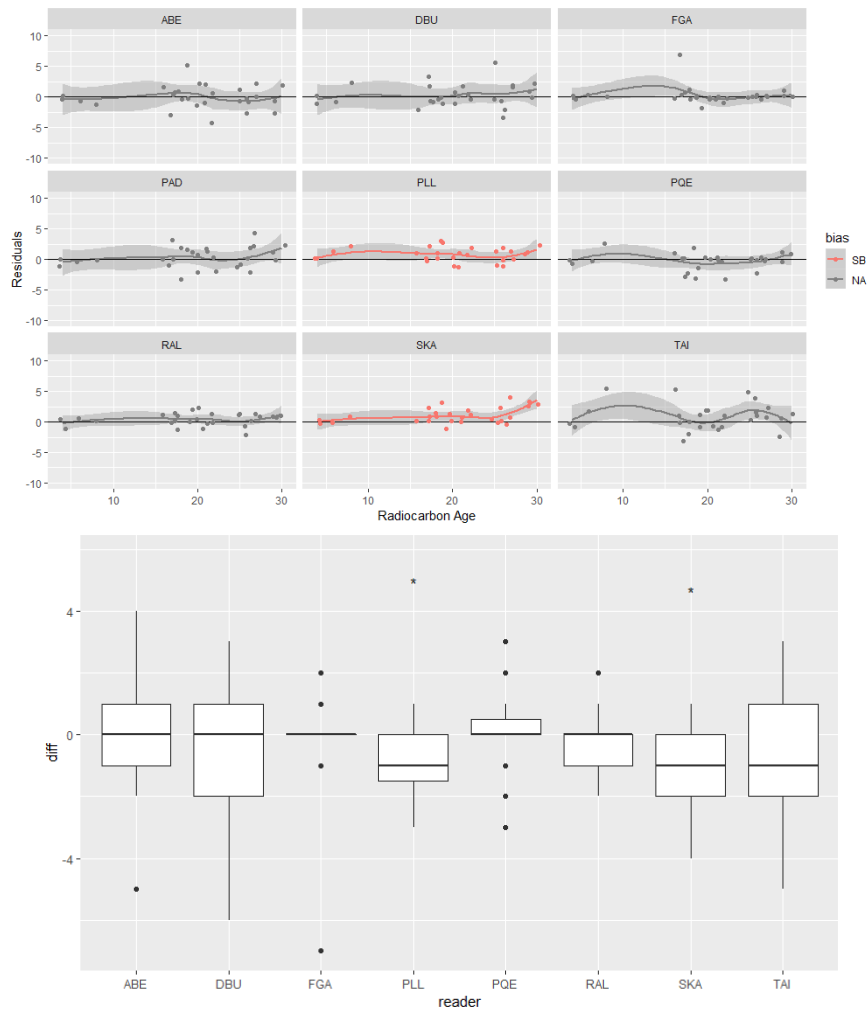 ABE DBU FGA
10
5
0
-5
-10
PAD PLL PQE
10
5
0
-5
-10
Residuals
bias
SB
NA
RAL SKA TAI
10
5
0
-5
-10
10 20 30 10 20 30 10 20 30
Radiocarbon Age
* *
4
0
-4
diff
ABE DBU FGA PLL PQE RAL SKA TAI
reader